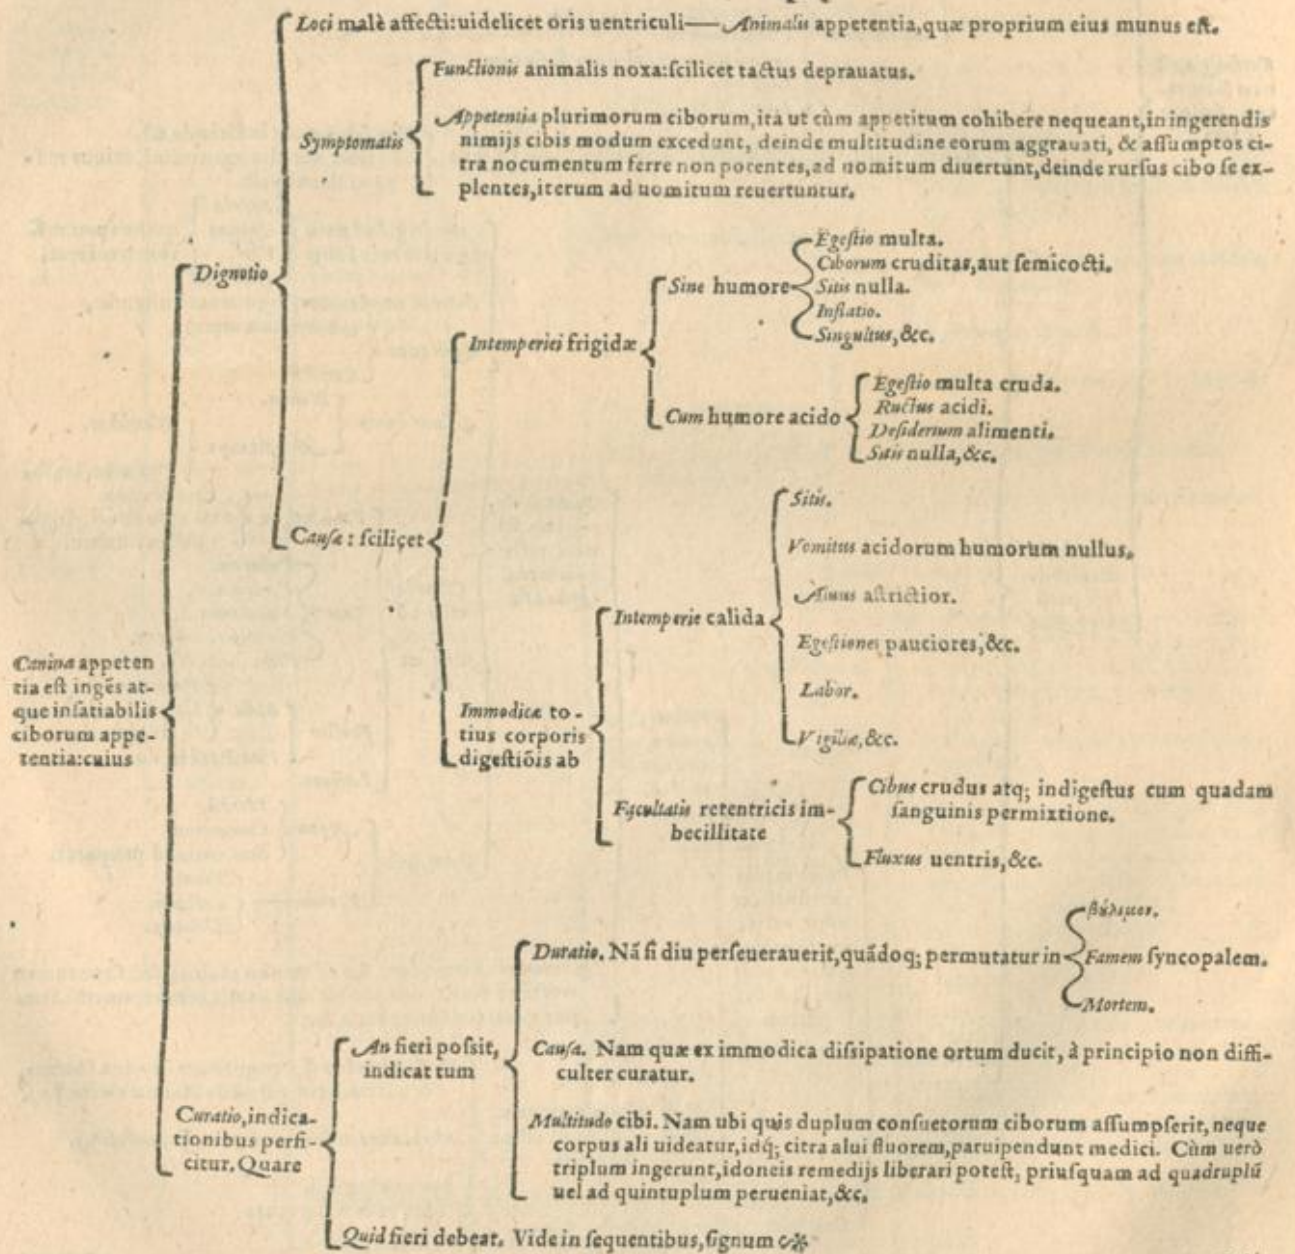 Loci malè affecti:uidelicet oris uentriculi—Animalis appetentia,quæ proprium eius munus est.
Functionis animalis noxa:scilicet tactus deprauatus.
Symptomatis
Appetentia plurimorum ciborum,ita ut cùm appetitum cohibere nequeant,in ingerendis
nimijs cibis modum excedunt, deinde multitudine eorum aggrauati, & assumptos ci-
tra nocumentum ferre non potentes,ad uomitum diuertunt,deinde rursus cibo se ex-
plentes,iterum ad uomitum reuertuntur.
Dignotio
Causæ : scilicet
Intemperiei frigidæ
Sine humore
Egestio multa.
Ciborum cruditas,aut semicocti.
Sitis nulla.
Inflatio.
Singultus,&c.
Cum humore acido
Egestio multa cruda.
Ructus acidi.
Desiderium alimenti.
Sitis nulla,&c.
Immodicæ to-
tius corporis
digestiõis ab
Intemperie calida
Sitis.
Vomitus acidorum humorum nullus.
Aluus astrictior.
Egestiones pauciores,&c.
Labor.
Vigiliæ,&c.
Facultatis retentricis im-
becillitate
Cibus crudus atq; indigestus cum quadam
sanguinis permixtione.
Fluxus uentris,&c.
Caninæ appeten
tia est ingẽs at-
que insatiabilis
ciborum appe-
tentia:cuius
Curatio,indica-
tionibus perfi-
citur. Quare
An fieri possit,
indicat tum
Duratio. Nã si diu perseuerauerit,quãdoq; permutatur in
βύλιμος.
Famem syncopalem.
Mortem.
Causa. Nam quæ ex immodica dissipatione ortum ducit, à principio non diffi-
culter curatur.
Multitudo cibi. Nam ubi quis duplum consuetorum ciborum assumpserit, neque
corpus ali uideatur,idq́; citra alui fluorem,paruipendunt medici. Cùm uerò
triplum ingerunt,idoneis remedijs liberari potest, priusquam ad quadruplũ
uel ad quintuplum perueniat,&c.
Quid fieri debeat. Vide in sequentibus,signum